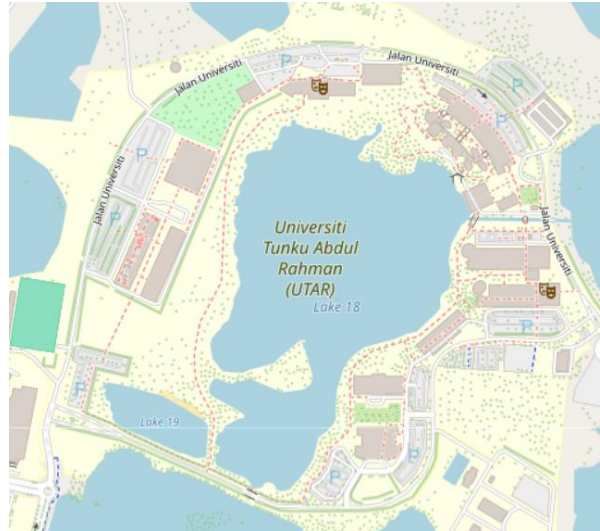 Jalan Universiti
Jalan Universiti
P
P
P
Jalan Universiti
P
P
Jalan Universiti
Universiti
Tunku Abdul
Rahman
(UTAR)
Lake 18
P
P
P
Lake 19
P
P